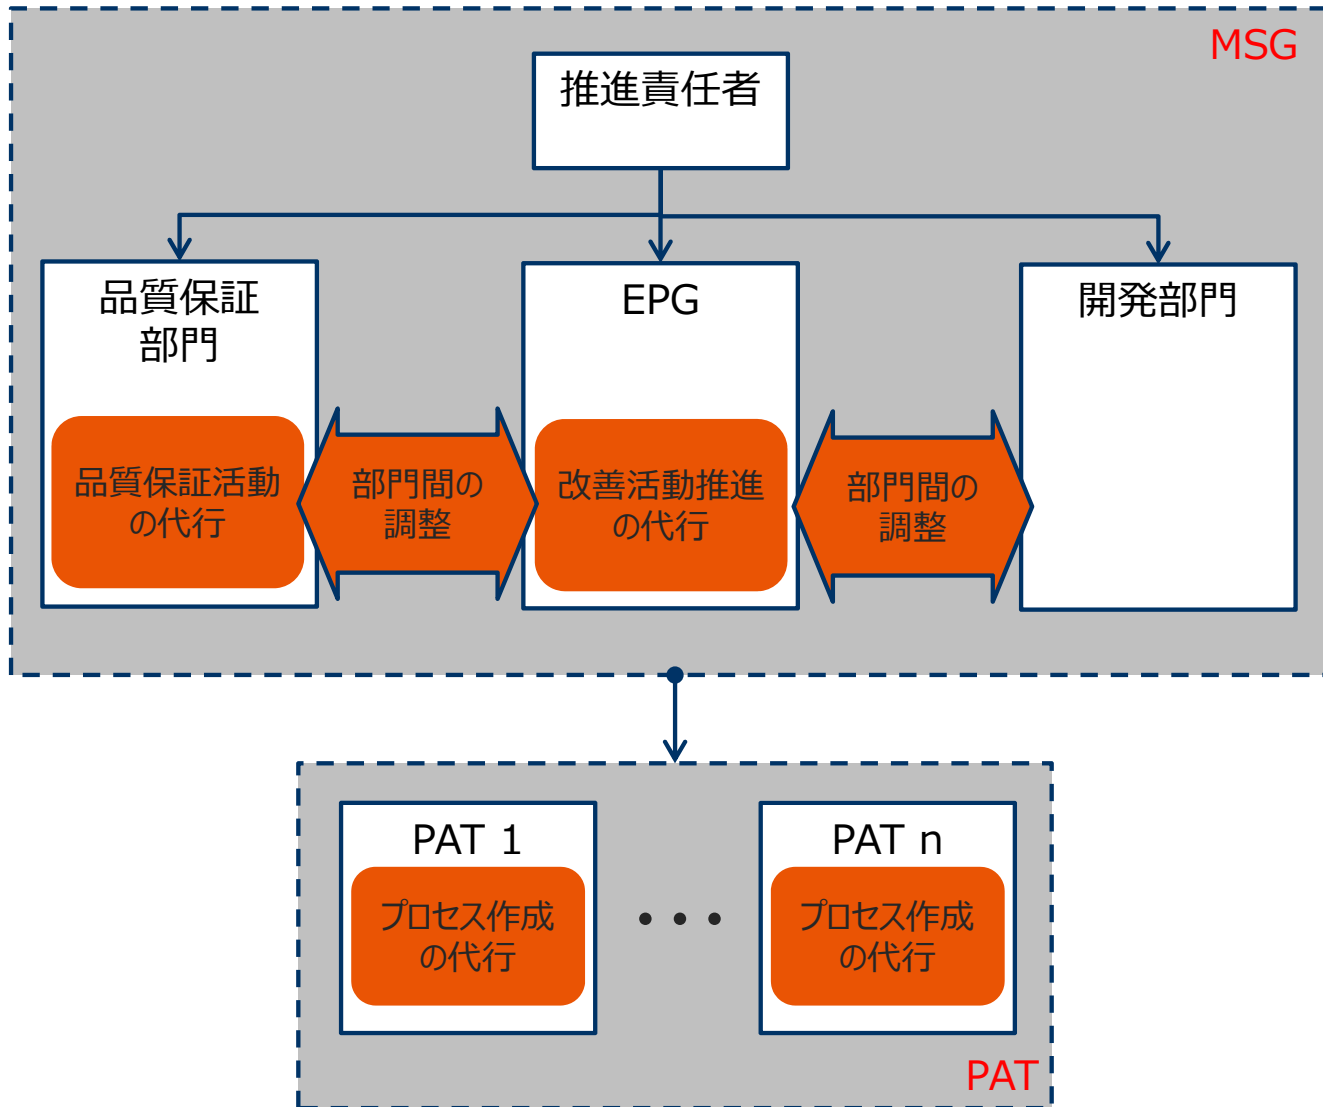 MSG
推進責任者
品質保証
部門
EPG
開発部門
品質保証活動
の代行
部門間の
調整
改善活動推進
の代行
部門間の
調整
PAT 1
プロセス作成
の代行
・・・
PAT n
プロセス作成
の代行
PAT